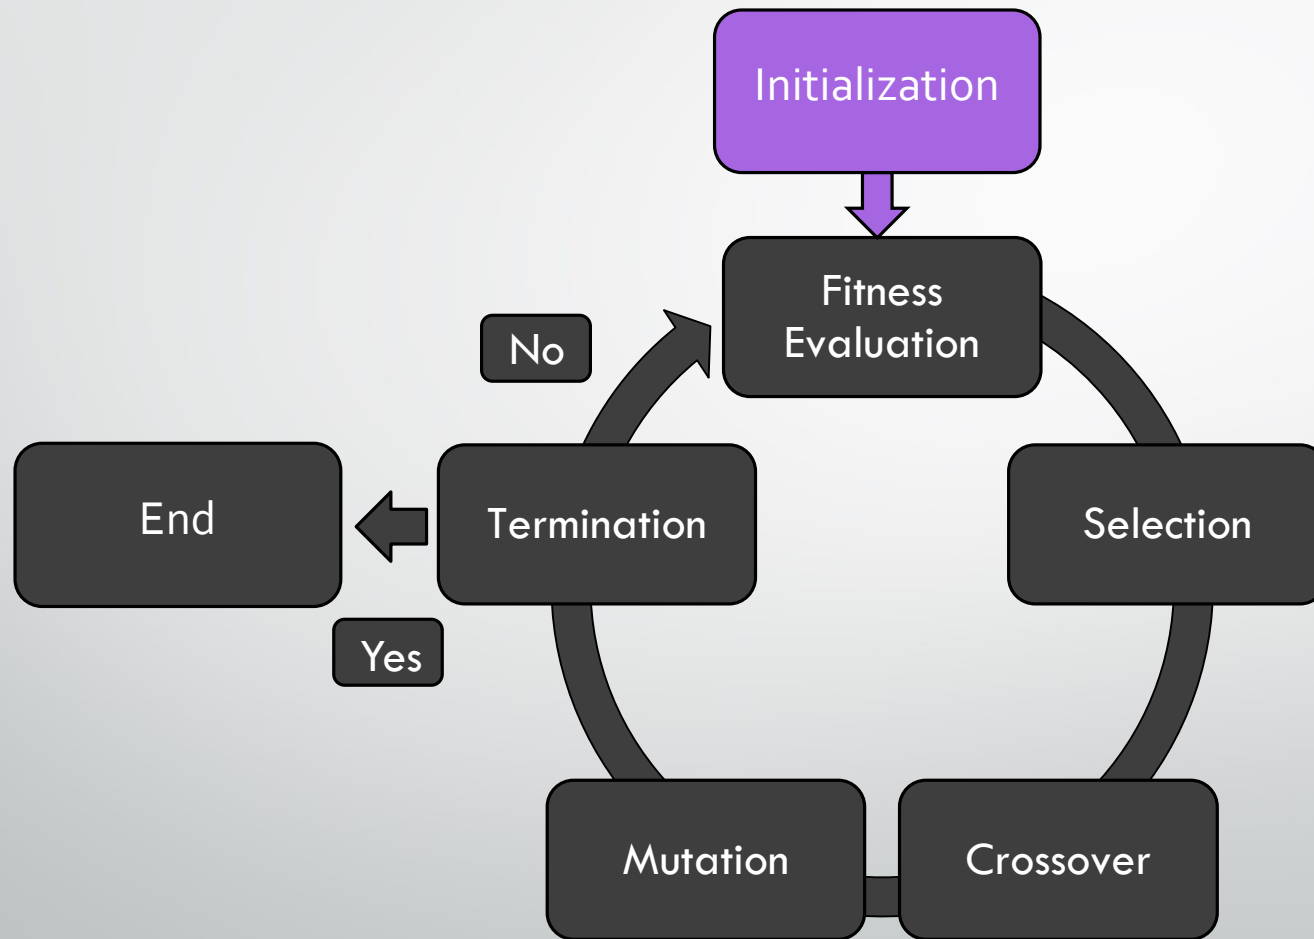 Initialization
Fitness
Evaluation
No
End
Termination
Selection
Yes
Mutation
Crossover